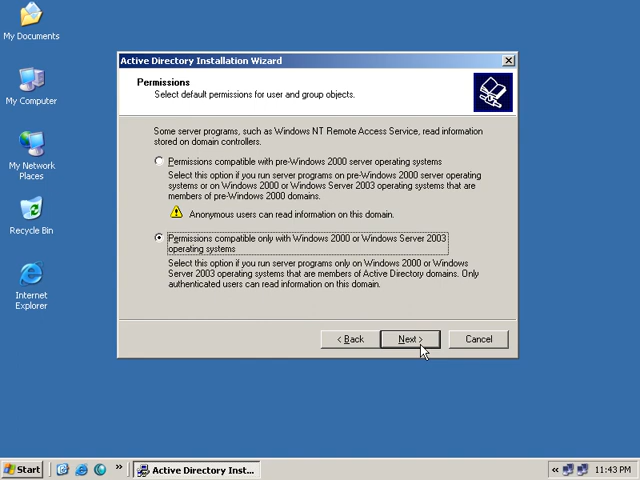 My Documents
My Computer
My Network
Places
Recycle Bin
Internet
Explorer
Active Directory Installation Wizard
Permissions
Select default permissions for user and group objects.
Some server programs, such as Windows NT Remote Access Service, read information
stored on domain controllers.
Permissions compatible with pre-Windows 2000 server operating systems
Select this option if you run server programs on pre-Windows 2000 server operating
systems or on Windows 2000 or Windows Server 2003 operating systems that are
members of pre-Windows 2000 domains.
Anonymous users can read information on this domain.
Permissions compatible only with Windows 2000 or Windows Server 2003
operating systems
Select this option if you run server programs only on Windows 2000 or Windows
Server 2003 operating systems that are members of Active Directory domains. Only
authenticated users can read information on this domain.
< Back
Next >
Cancel
Start
»
Active Directory Inst...
«
11:43 PM